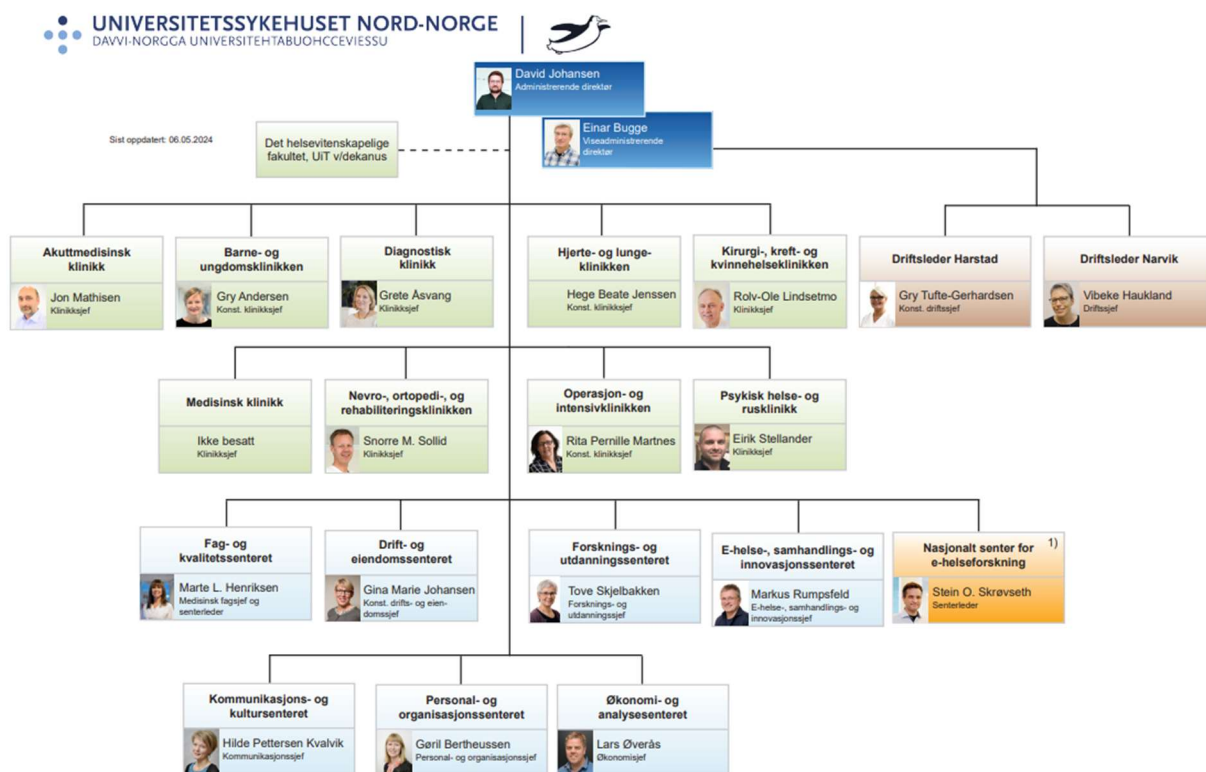 UNIVERSITETSSYKEHUSET NORD-NORGE
DAVVI-NORGGA UNIVERSITEHTABUOHCCEVIESSU
David Johansen
Administrerende direktør
Einar Bugge
Viseadministrerende
direktør
Sist oppdatert: 06.05.2024
Det helsevitenskapelige
fakultet, UiT v/dekanus
Akuttmedisinsk
klinikk
Jon Mathisen
Klinikksjef
Barne- og
ungdomsklinikken
Gry Andersen
Konst. klinikksjef
Diagnostisk
klinikk
Grete Åsvang
Klinikksjef
Hjerte- og lunge-
klinikken
Hege Beate Jenssen
Konst. klinikksjef
Kirurgi-, kreft- og
kvinnehelseklinikken
Rolv-Ole Lindsetmo
Klinikksjef
Driftsleder Harstad
Gry Tufte-Gerhardsen
Konst. driftssjef
Driftsleder Narvik
Vibeke Haukland
Driftssjef
Medisinsk klinikk
Ikke besatt
Klinikksjef
Nevro-, ortopedi-, og
rehabiliteringsklinikken
Snorre M. Sollid
Klinikksjef
Operasjon- og
intensivklinikken
Rita Pernille Martnes
Konst. klinikksjef
Psykisk helse- og
rusklinikk
Eirik Stellander
Klinikksjef
Fag- og
kvalitetssenteret
Marte L. Henriksen
Medisinsk fagsjef og
senterleder
Drift- og
eiendomssenteret
Gina Marie Johansen
Konst. drifts- og eien-
domssjef
Forsknings- og
utdanningssenteret
Tove Skjelbakken
Forsknings- og
utdanningssjef
E-helse-, samhandlings- og
innovasjonssenteret
Markus Rumpsfeld
E-helse-, samhandlings- og
innovasjonssjef
Nasjonalt senter for 1)
e-helseforskning
Stein O. Skrøvseth
Senterleder
Kommunikasjons- og
kultursenteret
Hilde Pettersen Kvalvik
Kommunikasjonssjef
Personal- og
organisasjonssenteret
Gøril Bertheussen
Personal- og organisasjonssjef
Økonomi- og
analysesenteret
Lars Øverås
Økonomisjef